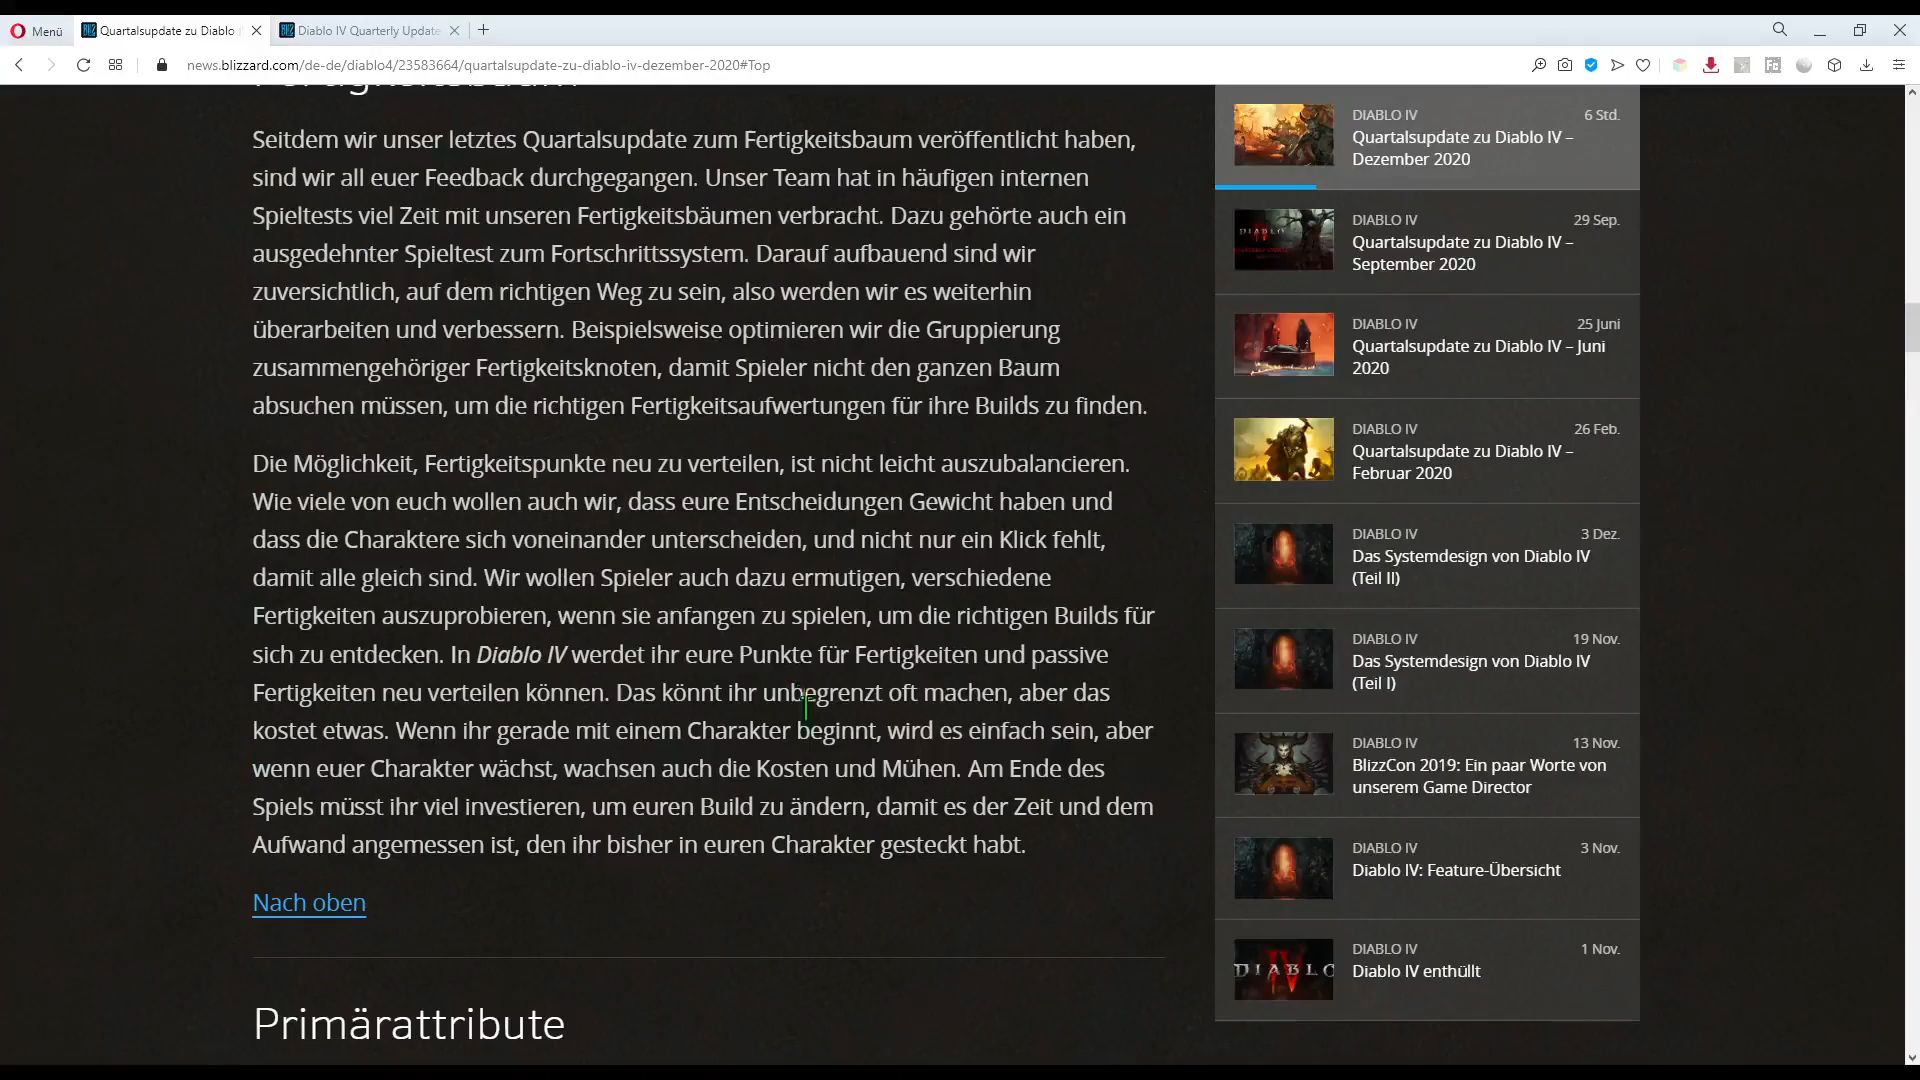 Menü
Quartalsupdate zu Diablo
Diablo IV Quarterly Update
news.blizzard.com/de-de/diablo4/23583664/quartalsupdate-zu-diablo-iv-dezember-2020#Top
Seitdem wir unser letztes Quartalsupdate zum Fertigkeitsbaum veröffentlicht haben,
sind wir all euer Feedback durchgegangen. Unser Team hat in häufigen internen
Spieltests viel Zeit mit unseren Fertigkeitsbäumen verbracht. Dazu gehörte auch ein
ausgedehnter Spieltest zum Fortschrittssystem. Darauf aufbauend sind wir
zuversichtlich, auf dem richtigen Weg zu sein, also werden wir es weiterhin
überarbeiten und verbessern. Beispielsweise optimieren wir die Gruppierung
zusammengehöriger Fertigkeitsknoten, damit Spieler nicht den ganzen Baum
absuchen müssen, um die richtigen Fertigkeitsaufwertungen für ihre Builds zu finden.
Die Möglichkeit, Fertigkeitspunkte neu zu verteilen, ist nicht leicht auszubalancieren.
Wie viele von euch wollen auch wir, dass eure Entscheidungen Gewicht haben und
dass die Charaktere sich voneinander unterscheiden, und nicht nur ein Klick fehlt,
damit alle gleich sind. Wir wollen Spieler auch dazu ermutigen, verschiedene
Fertigkeiten auszuprobieren, wenn sie anfangen zu spielen, um die richtigen Builds für
sich zu entdecken. In Diablo IV werdet ihr eure Punkte für Fertigkeiten und passive
Fertigkeiten neu verteilen können. Das könnt ihr unbegrenzt oft machen, aber das
kostet etwas. Wenn ihr gerade mit einem Charakter beginnt, wird es einfach sein, aber
wenn euer Charakter wächst, wachsen auch die Kosten und Mühen. Am Ende des
Spiels müsst ihr viel investieren, um euren Build zu ändern, damit es der Zeit und dem
Aufwand angemessen ist, den ihr bisher in euren Charakter gesteckt habt.
Nach oben
Primärattribute
DIABLO IV 6 Std.
Quartalsupdate zu Diablo IV –
Dezember 2020
DIABLO IV 29 Sep.
Quartalsupdate zu Diablo IV –
September 2020
DIABLO IV 25 Juni
Quartalsupdate zu Diablo IV – Juni
2020
DIABLO IV 26 Feb.
Quartalsupdate zu Diablo IV –
Februar 2020
DIABLO IV 3 Dez.
Das Systemdesign von Diablo IV
(Teil II)
DIABLO IV 19 Nov.
Das Systemdesign von Diablo IV
(Teil I)
DIABLO IV 13 Nov.
BlizzCon 2019: Ein paar Worte von
unserem Game Director
DIABLO IV 3 Nov.
Diablo IV: Feature-Übersicht
DIABLO IV 1 Nov.
Diablo IV enthüllt
DIABLO
IV